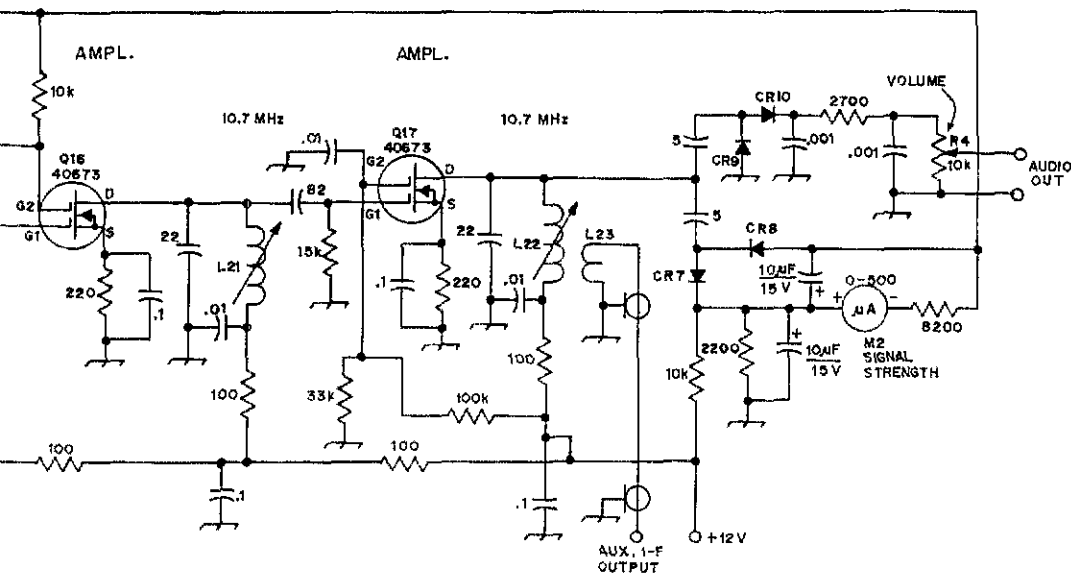 AMPL.
AMPL.
10k
10.7 MHz
10.7 MHz
VOLUME
CR10
2700
Q16
40673
.01
Q17
40673
G2
D
5
CR9
.001
.001
R4
10k
AUDIO
OUT
G2
G1
D
S
82
G1
S
5
CR8
22
L21
15k
22
L22
L23
CR7
10µF
15V
0-500
+
-
µA
220
.1
.01
.1
220
.01
+
8200
M2
SIGNAL
STRENGTH
100
33k
100k
100
10k
2200
+
10µF
15V
100
100
.1
.1
+12V
AUX. I-F
OUTPUT